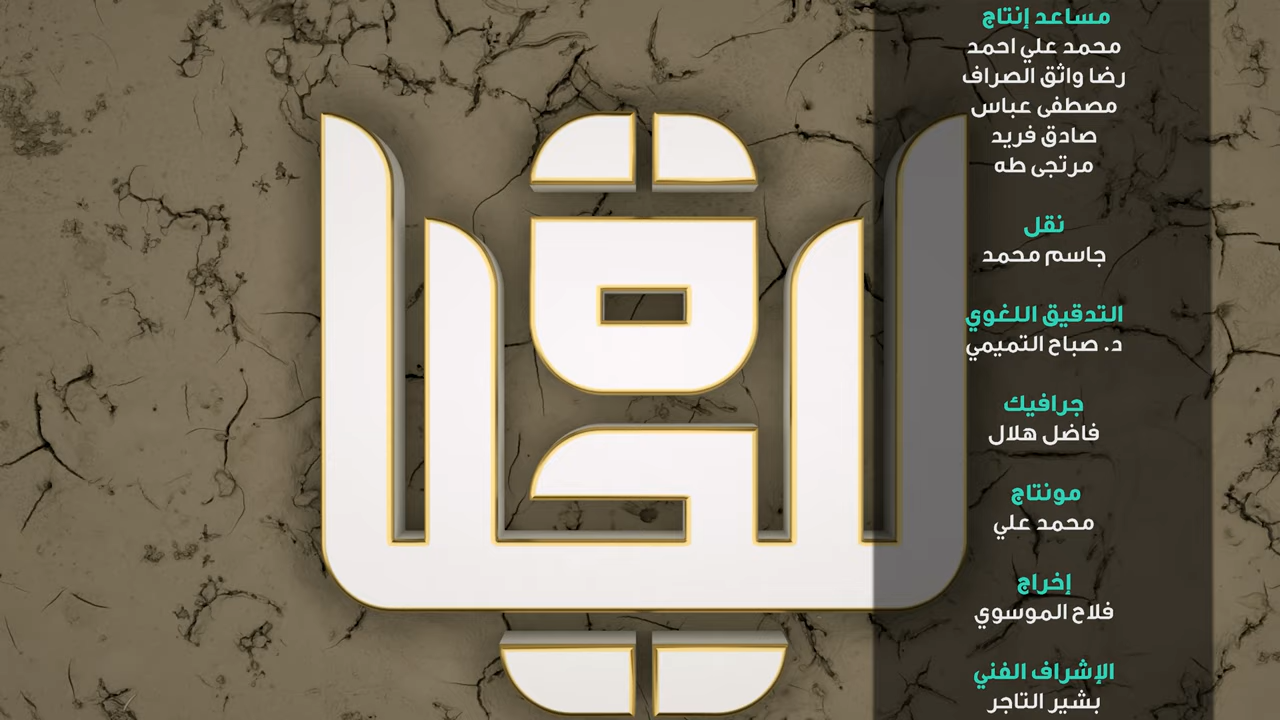 مساعد إنتاج
محمد علي احمد
رضا واثق الصراف
مصطفى عباس
صادق فريد
مرتجى طه
نقل
جاسم محمد
التدقيق اللغوي
د. صباح التميمي
جرافيك
فاضل هلال
مونتاج
محمد علي
إخراج
فلاح الموسوي
الإشراف الفني
بشير التاجر